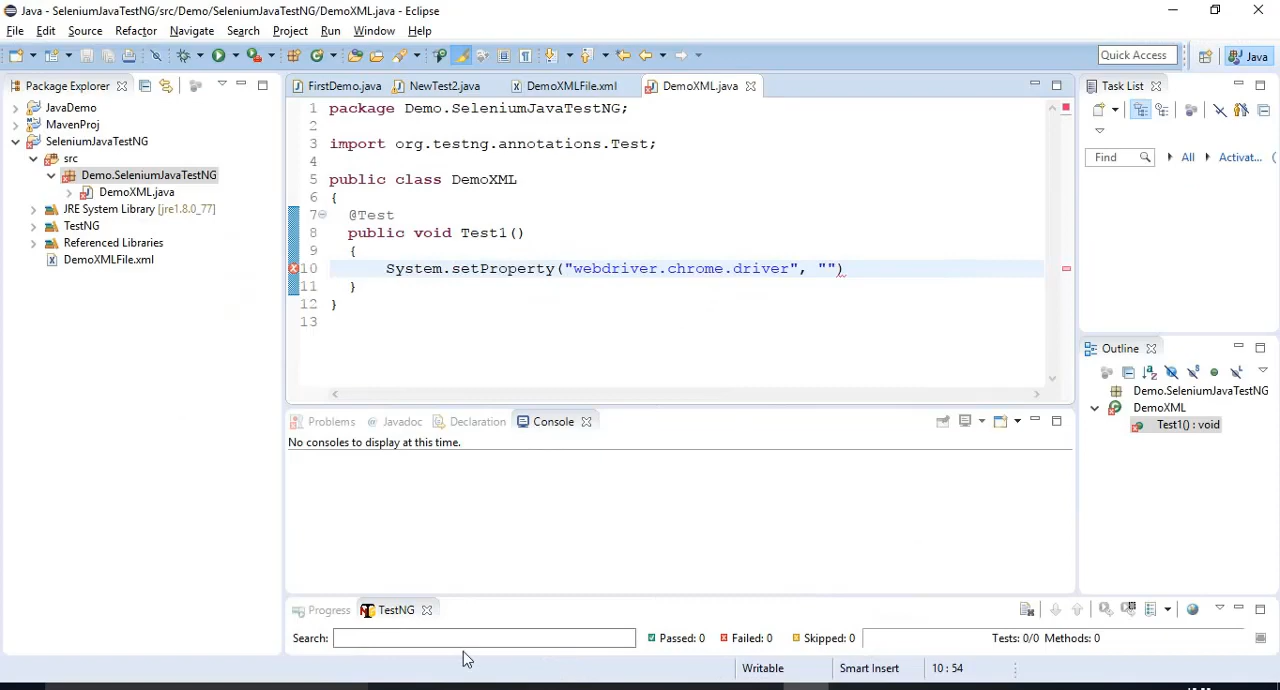 Java - SeleniumJavaTestNG/src/Demo/SeleniumJavaTestNG/DemoXML.java - Eclipse
File Edit Source Refactor Navigate Search Project Run Window Help
Quick Access
Java
Package Explorer
JavaDemo
MavenProj
SeleniumJavaTestNG
src
Demo.SeleniumJavaTestNG
DemoXML.java
JRE System Library [jre1.8.0_77]
TestNG
Referenced Libraries
DemoXMLFile.xml
FirstDemo.java NewTest2.java DemoXMLFile.xml DemoXML.java
1 package Demo.SeleniumJavaTestNG;
2
3 import org.testng.annotations.Test;
4
5 public class DemoXML
6 {
7 @Test
8 public void Test1()
9 {
10 System.setProperty("webdriver.chrome.driver", "")
11 }
12 }
13
Problems @ Javadoc Declaration Console
No consoles to display at this time.
Progress TestNG
Search: Passed: 0 Failed: 0 Skipped: 0 Tests: 0/0 Methods: 0
Writable Smart Insert 10 : 54
Task List
Find All Activat...
Outline
Demo.SeleniumJavaTestNG
DemoXML
Test1() : void